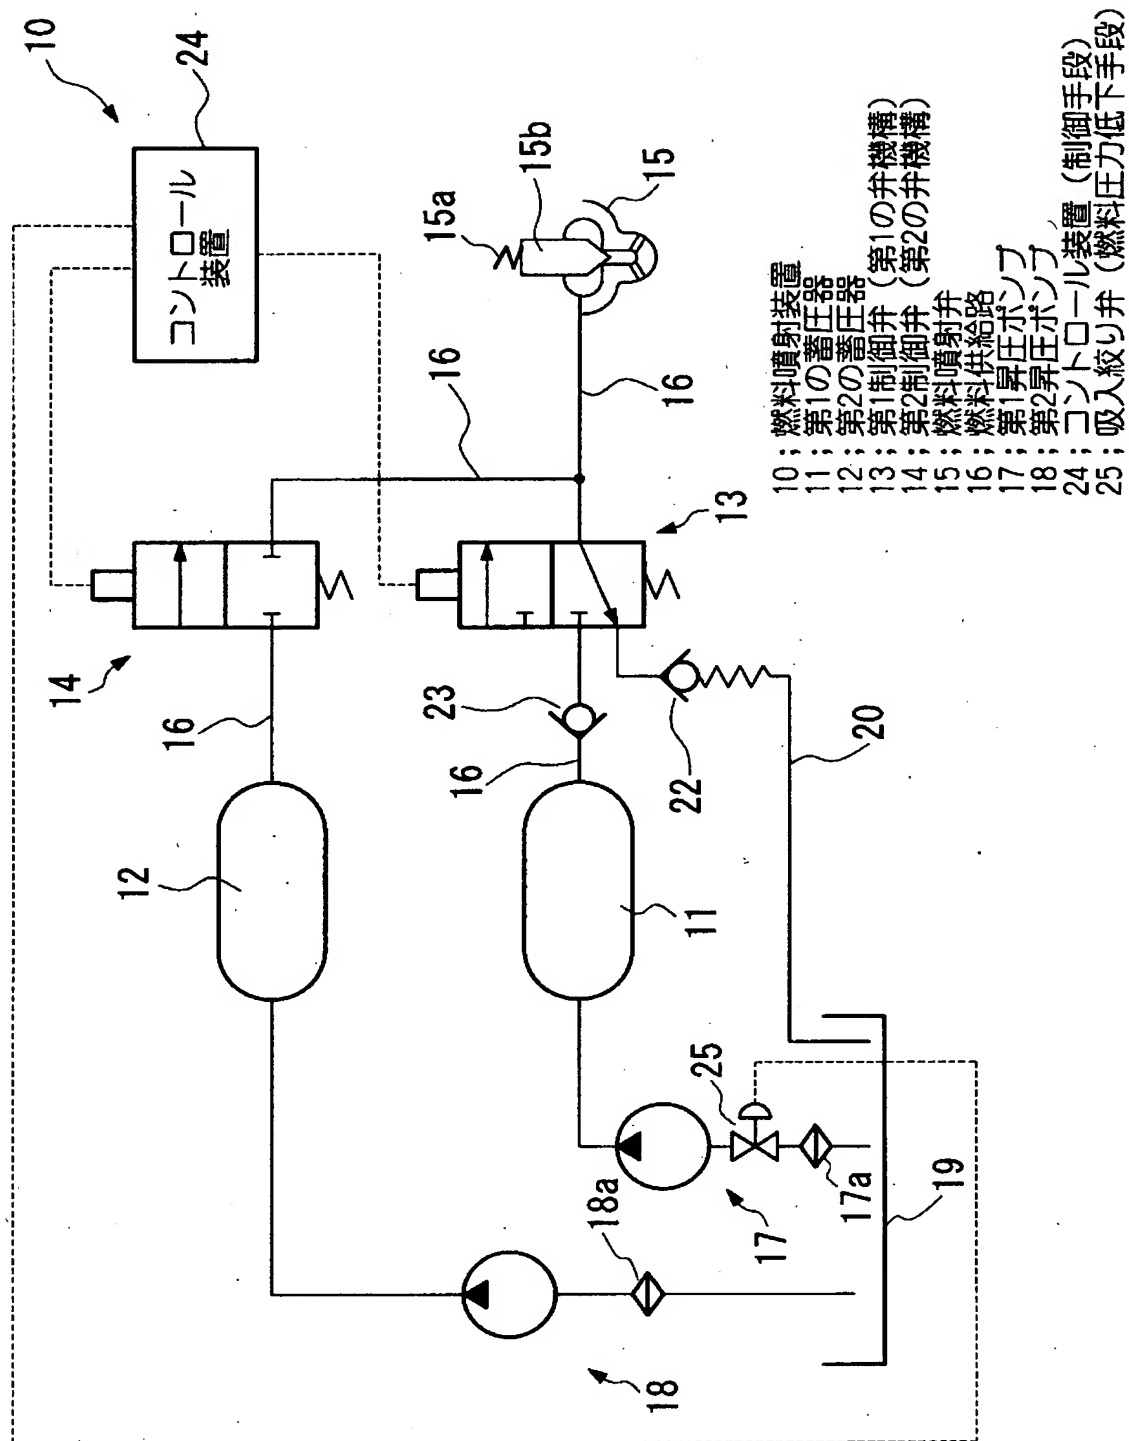 10
24
コントロール
装置
15a
15b
15
16
16
14
13
16
23
16
22
20
12
11
25
18a
17
17a
19
18
10；燃料噴射装置
11；第1の蓄圧器
12；第2の蓄圧器
13；第1制御弁（第1の弁機構）
14；第2制御弁（第2の弁機構）
15；燃料噴射弁
16；燃料供給路
17；第1昇圧ポンプ
18；第2昇圧ポンプ
24；コントロール装置（制御手段）
25；吸入絞り弁（燃料圧力低下手段）